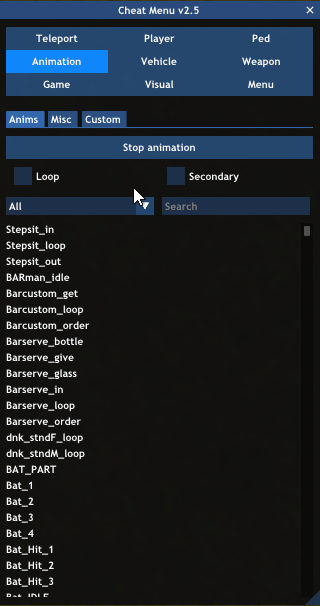 Cheat Menu v2.5 ×
Teleport Player Ped
Animation Vehicle Weapon
Game Visual Menu
Anims Misc Custom
Stop animation
Loop Secondary
All Search
Stepsit_in
Stepsit_loop
Stepsit_out
BARman_idle
Barcustom_get
Barcustom_loop
Barcustom_order
Barserve_bottle
Barserve_give
Barserve_glass
Barserve_in
Barserve_loop
Barserve_order
dnk_stndF_loop
dnk_stndM_loop
BAT_PART
Bat_1
Bat_2
Bat_3
Bat_4
Bat_Hit_1
Bat_Hit_2
Bat_Hit_3
Bat_IDLE